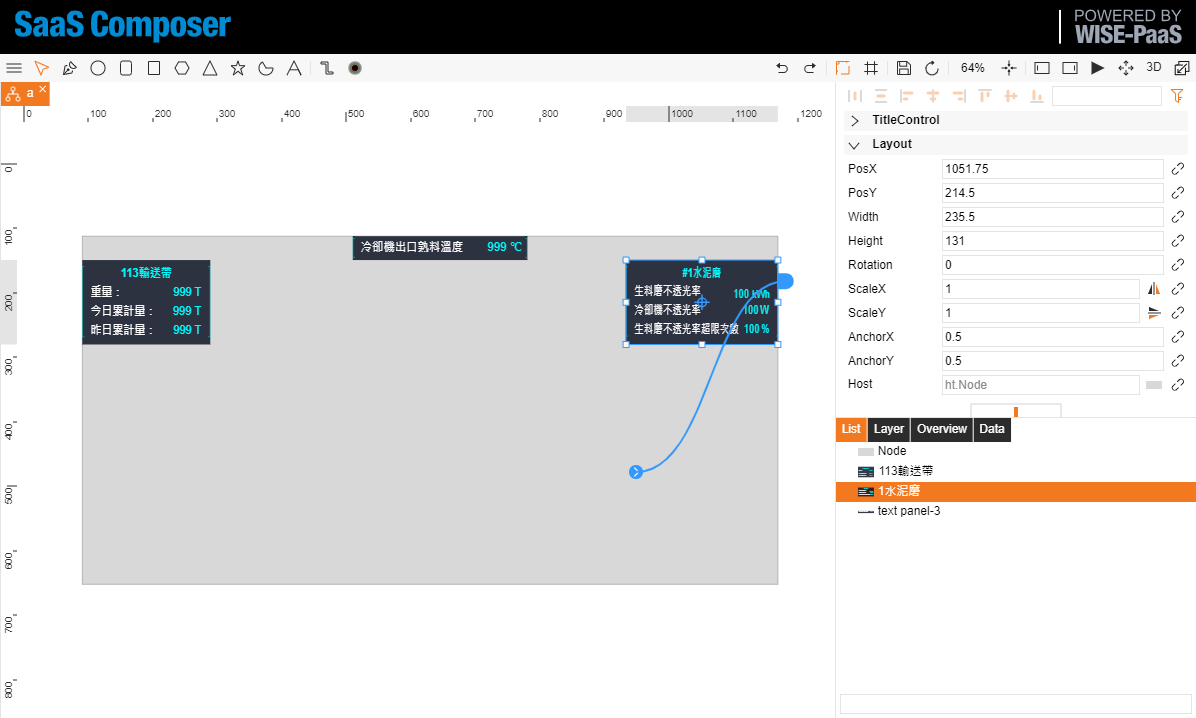 SaaS Composer
POWERED BY
WISE-PaaS
64%
3D
a
0
100
200
300
400
500
600
700
800
900
1000
1100
1200
0
100
200
300
400
500
600
700
800
冷卻機出口熟料溫度 999 ℃
113輸送帶
重量： 999 T
今日累計量： 999 T
昨日累計量： 999 T
#1水泥磨
生料磨不透光率 100 kWh
冷卻機不透光率 100 W
生料磨不透光率超限次數 100 %
TitleControl
Layout
PosX 1051.75
PosY 214.5
Width 235.5
Height 131
Rotation 0
ScaleX 1
ScaleY 1
AnchorX 0.5
AnchorY 0.5
Host ht.Node
List Layer Overview Data
Node
113輸送帶
1水泥磨
text panel-3